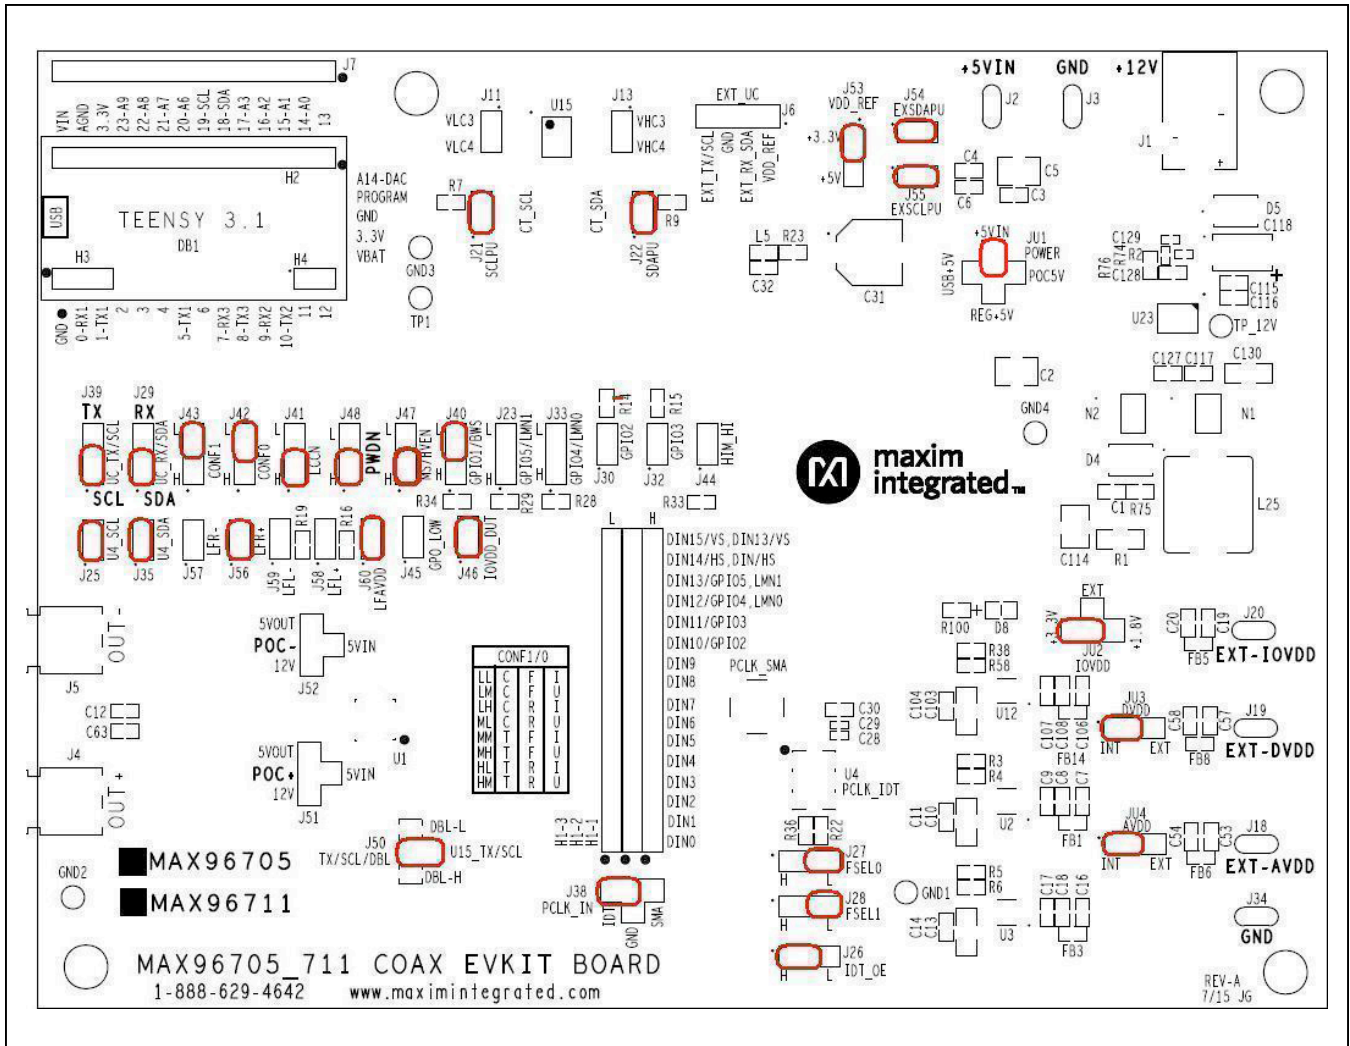 J7
VIN
AGND
3.3V
23-A9
22-A8
21-A7
20-A6
19-SCL
18-SDA
17-A3
16-A2
15-A1
14-A0
13
H2
USB
TEENSY 3.1
DB1
H3
H4
A14-DAC
PROGRAM
GND
3.3V
VBAT
GND
0-RX1
1-TX1
2
3
4
5-TX1
6
7-RX3
8-TX3
9-RX2
10-TX2
11
12
GND3
TP1
J11
VLC3
VLC4
U15
J13
VHC3
VHC4
R7
J21
SCLPU
CT_SCL
CT_SDA
J22
SDAPU
R9
EXT_UC
J6
EXT_TX/SCL
GND
EXT_RX_SDA
VDD_REF
J53
VDD_REF
+3.3V
+5V
J54
EXSDAPU
J55
EXSCLPU
+5VIN
J2
GND
J3
+12V
J1
C4
C6
C5
C3
L5
R23
C32
C31
+5VIN
JU1
POWER
USB+5V
POC5V
REG+5V
D5
C118
C129
R2
R74
R76
C128
C115
C116
U23
TP_12V
C127
C117
C130
C2
GND4
N2
N1
D4
C1
R75
L25
C114
R1
J39
TX
UC_TX/SCL
SCL
J29
RX
UC_RX/SDA
SDA
J43
L
H
CONF1
J42
L
H
CONF0
J41
L
H
LCCN
J48
L
H
PWDN
J47
L
H
MS/HVEN
J40
L
H
GPIO1/BWS
J23
L
H
GPIO5/LMN1
J33
L
H
GPIO4/LMN0
R14
R15
GPIO2
J30
GPIO3
J32
HIM_HI
J44
R34
R29
R28
R33
maxim
integrated™
U4_SCL
J25
U4_SDA
J35
LFR-
J57
LFR+
J56
R19
J59
LFL-
R16
J58
LFL+
J60
LFAVDD
J45
GPO_LOW
J46
IOVDD_DUT
L
H
DIN15/VS,DIN13/VS
DIN14/HS,DIN/HS
DIN13/GPIO5,LMN1
DIN12/GPIO4,LMN0
DIN11/GPIO3
DIN10/GPIO2
DIN9
DIN8
DIN7
DIN6
DIN5
DIN4
DIN3
DIN2
DIN1
DIN0
H1-3
H1-2
H1-1
OUT -
J5
C12
C63
J4
OUT +
5VOUT
POC-
12V
5VIN
J52
5VOUT
POC+
12V
5VIN
J51
U1
CONF1/0
LL C F I
LM C F U
LH C R I
ML C R U
MM T F I
MH T F U
HL T R I
HM T R U
PCLK_SMA
C30
C29
C28
U4
PCLK_IDT
R36
R22
J50
TX/SCL/DBL
DBL-L
U15_TX/SCL
DBL-H
J38
PCLK_IN
IDT
GND
SMA
J27
FSEL0
H
L
J28
FSEL1
H
L
J26
IDT_OE
H
L
GND1
R100
D8
R38
R58
C104
C103
U12
R3
R4
C11
C10
U2
R5
R6
C14
C13
U3
EXT
+3.3V
+1.8V
JU2
IOVDD
C20
C19
FB5
J20
EXT-IOVDD
C107
C108
C106
FB14
JU3
DVDD
INT
EXT
C58
C57
FB8
J19
EXT-DVDD
C9
C8
C7
FB1
JU4
AVDD
INT
EXT
C54
C53
FB6
J18
EXT-AVDD
C17
C18
C16
FB3
J34
GND
GND2
MAX96705
MAX96711
MAX96705_711 COAX EVKIT BOARD
1-888-629-4642 www.maximintegrated.com
REV-A
7/15 JG